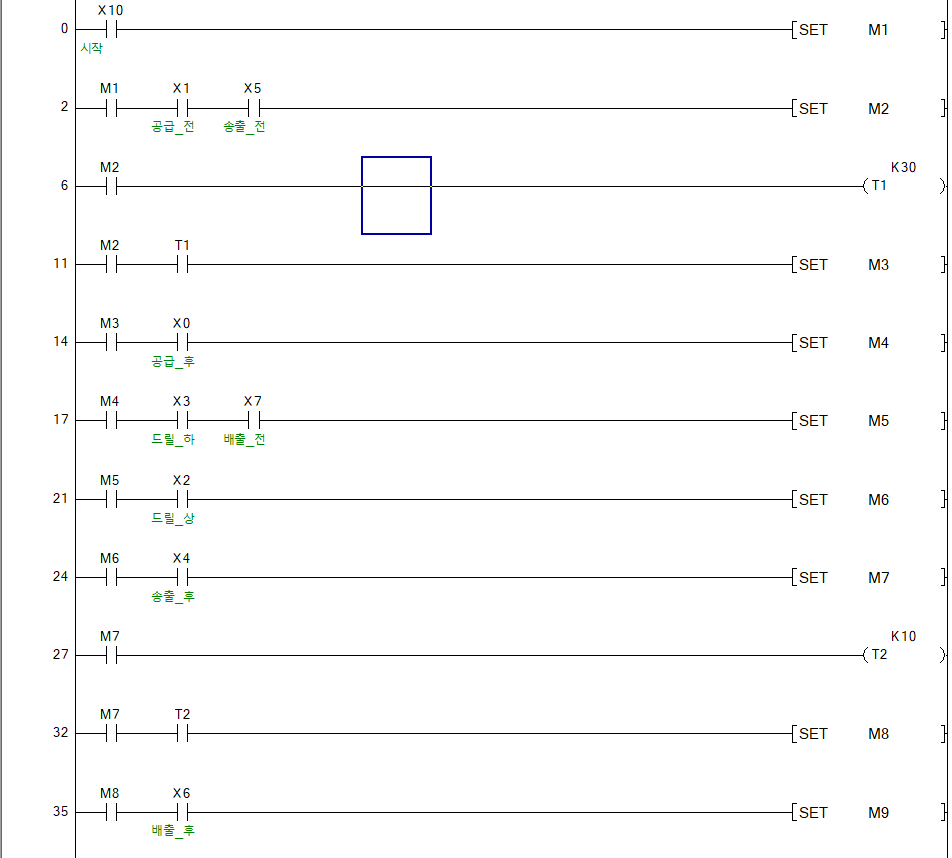 X10
0 SET M1
시작
M1 X1 X5
2 SET M2
공급_전 송출_전
M2 K30
6 T1
M2 T1
11 SET M3
M3 X0
14 SET M4
공급_후
M4 X3 X7
17 SET M5
드릴_하 배출_전
M5 X2
21 SET M6
드릴_상
M6 X4
24 SET M7
송출_후
M7 K10
27 T2
M7 T2
32 SET M8
M8 X6
35 SET M9
배출_후